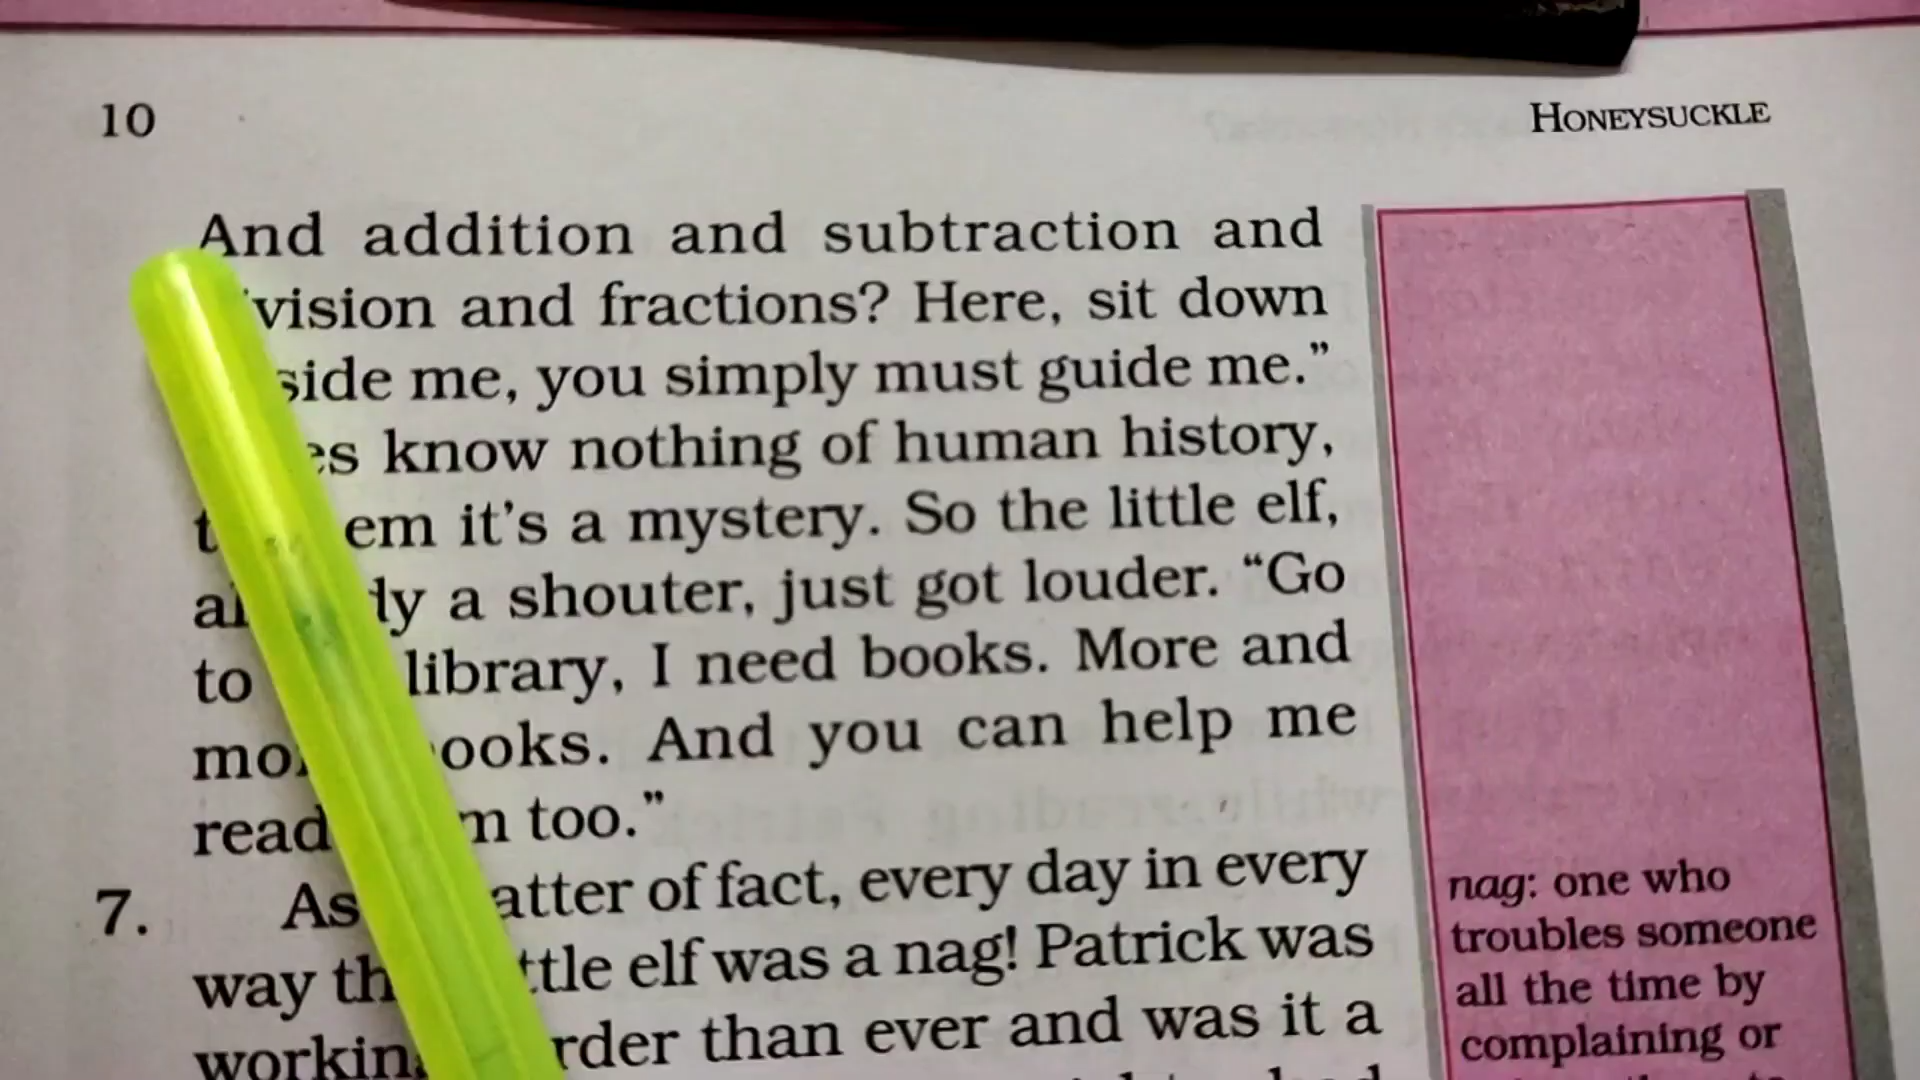 10
HONEYSUCKLE
And addition and subtraction and
vision and fractions? Here, sit down
side me, you simply must guide me.”
es know nothing of human history,
t em it's a mystery. So the little elf,
al dy a shouter, just got louder. “Go
to library, I need books. More and
mo ooks. And you can help me
read m too.”
7. As atter of fact, every day in every
way th ttle elf was a nag! Patrick was
workin rder than ever and was it a
nag: one who
troubles someone
all the time by
complaining or